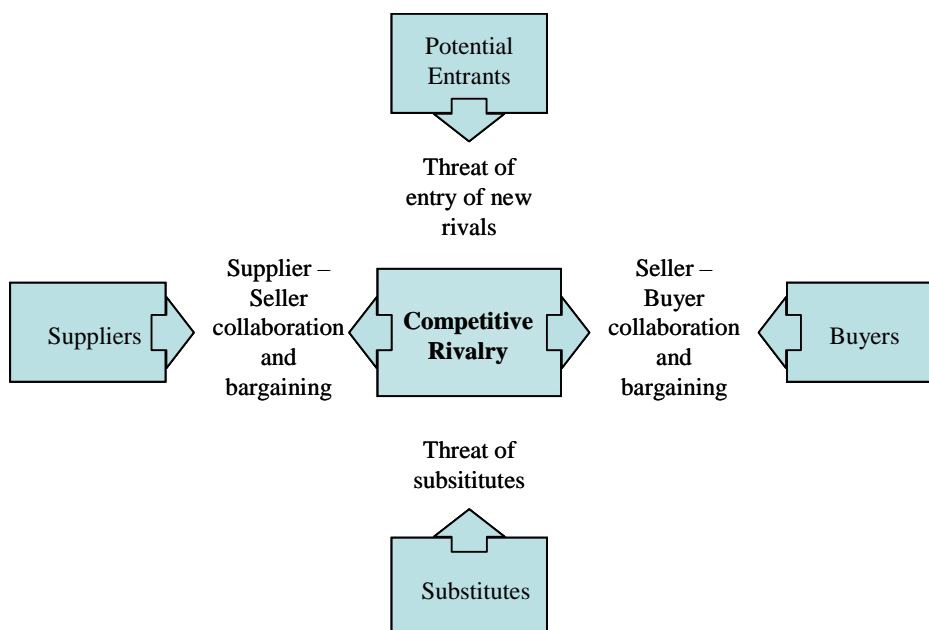 Potential
Entrants
Threat of
entry of new
rivals
Supplier –
Seller
collaboration
and
bargaining
Seller –
Buyer
collaboration
and
bargaining
Suppliers
Competitive
Rivalry
Buyers
Threat of
subsititutes
Substitutes